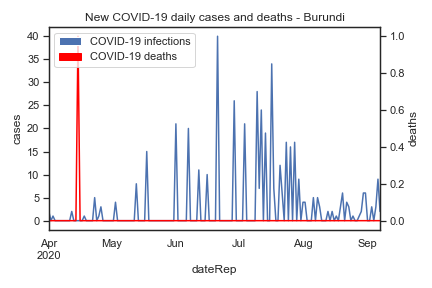 New COVID-19 daily cases and deaths - Burundi
COVID-19 infections
COVID-19 deaths
40
35
30
25
20
15
10
5
0
cases
1.0
0.8
0.6
0.4
0.2
0.0
deaths
Apr May Jun Jul Aug Sep
2020
dateRep